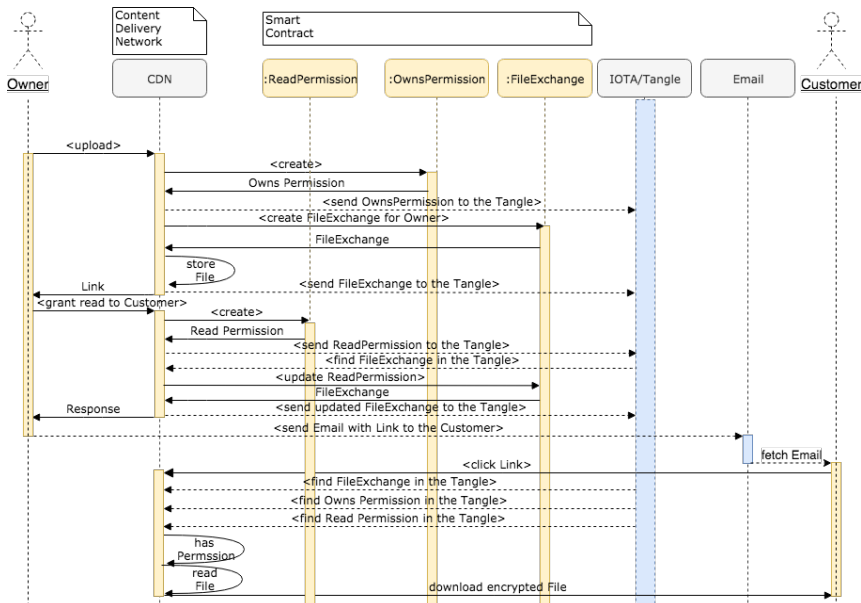 Content
Delivery
Network
Smart
Contract
Owner
CDN
:ReadPermission
:OwnsPermission
:FileExchange
IOTA/Tangle
Email
Customer
<upload>
<create>
Owns Permission
<send OwnsPermission to the Tangle>
<create FileExchange for Owner>
FileExchange
store
File
Link
<send FileExchange to the Tangle>
<grant read to Customer>
<create>
Read Permission
<send ReadPermission to the Tangle>
<find FileExchange in the Tangle>
<update ReadPermission>
FileExchange
Response
<send updated FileExchange to the Tangle>
<send Email with Link to the Customer>
fetch Email
<click Link>
<find FileExchange in the Tangle>
<find Owns Permission in the Tangle>
<find Read Permission in the Tangle>
has
Permssion
read
File
download encrypted File